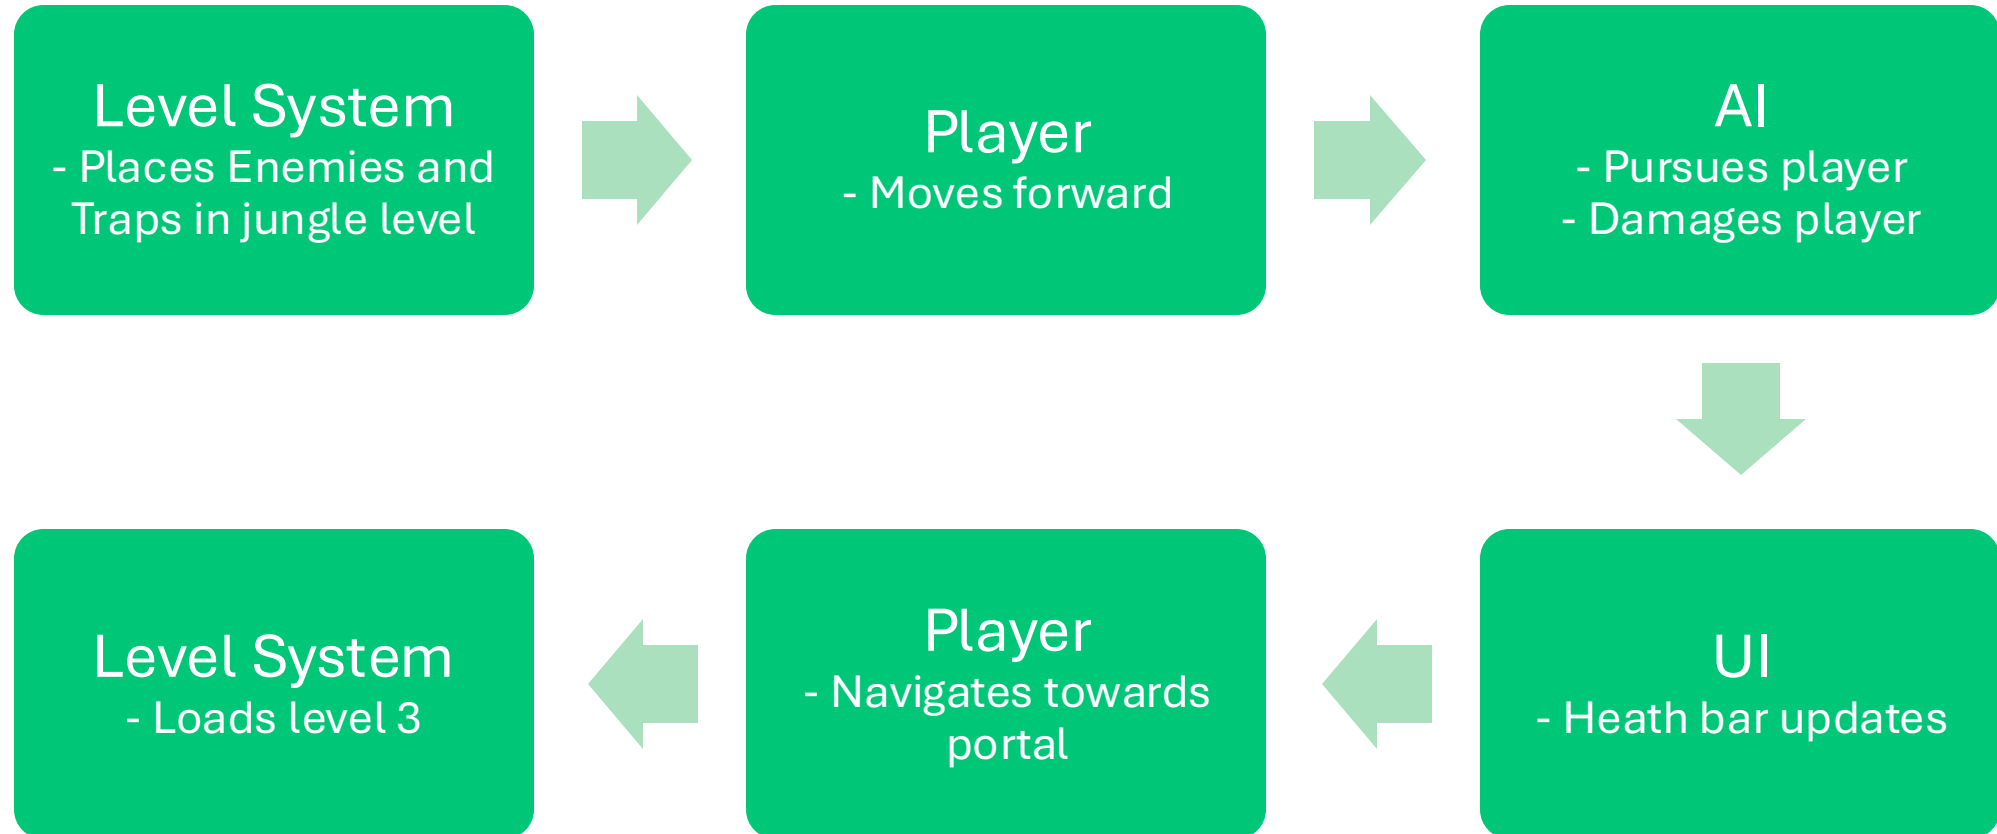 Level System
- Places Enemies and
Traps in jungle level
Player
- Moves forward
AI
- Pursues player
- Damages player
UI
- Heath bar updates
Player
- Navigates towards
portal
Level System
- Loads level 3